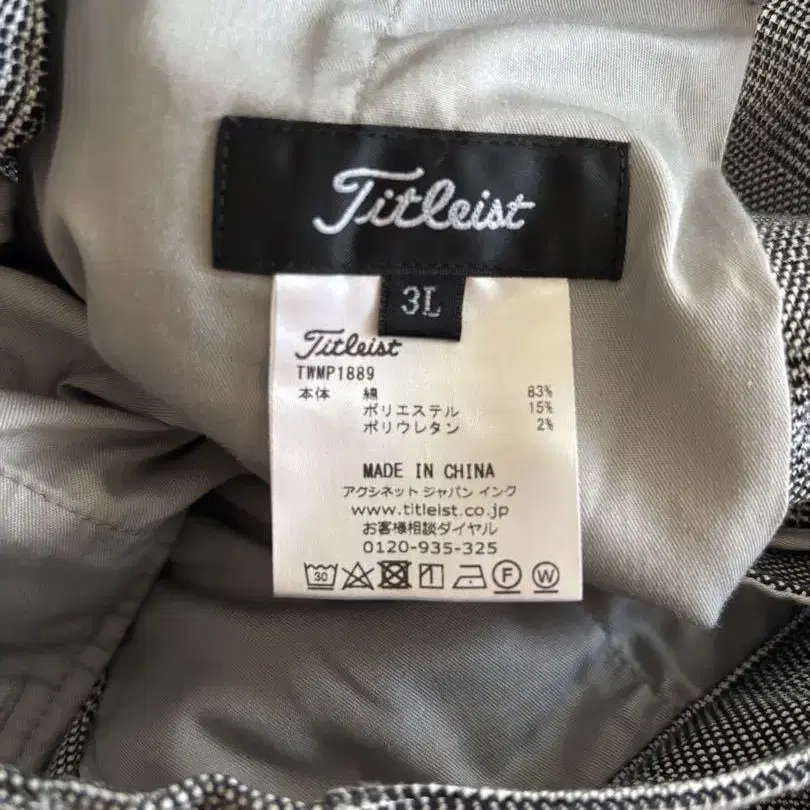 Titleist
3L
Titleist
TWMP1889
本体 綿 83%
ポリエステル 15%
ポリウレタン 2%
MADE IN CHINA
アクシネット ジャパン インク
www.titleist.co.jp
お客様相談ダイヤル
0120-935-325
30 F W